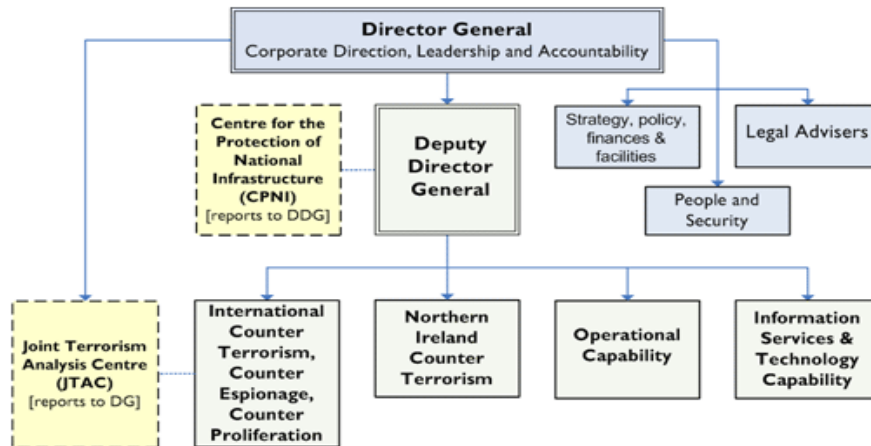 Director General
Corporate Direction, Leadership and Accountability
Centre for the
Protection of
National
Infrastructure
(CPNI)
[reports to DDG]
Deputy
Director
General
Strategy, policy,
finances &
facilities
Legal Advisers
People and
Security
Joint Terrorism
Analysis Centre
(JTAC)
[reports to DG]
International
Counter
Terrorism,
Counter
Espionage,
Counter
Proliferation
Northern
Ireland
Counter
Terrorism
Operational
Capability
Information
Services &
Technology
Capability